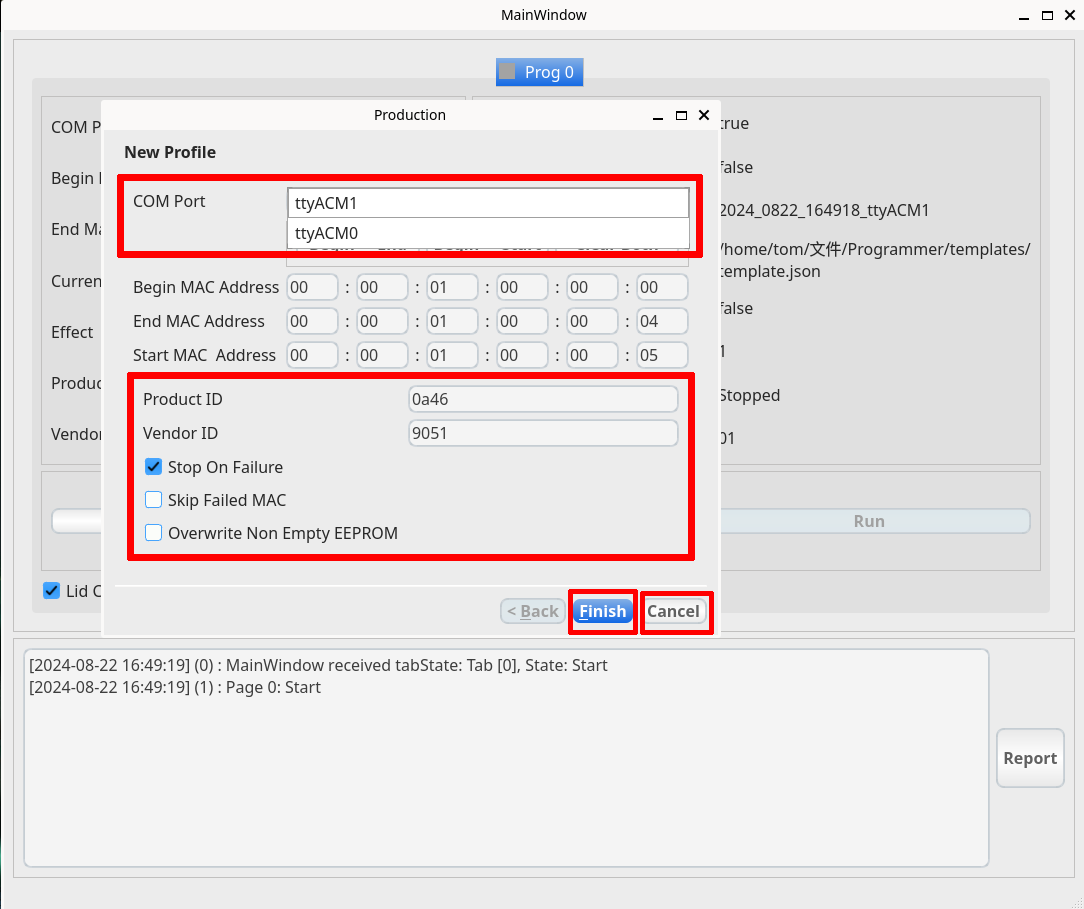 MainWindow
Prog 0
COM P
Begin
End Ma
Curren
Effect
Produc
Vendor
true
false
2024_0822_164918_ttyACM1
/home/tom/文件/Programmer/templates/
template.json
false
1
Stopped
01
Run
Lid C
Production
New Profile
COM Port
ttyACM1
ttyACM0
Begin MAC Address 00 : 00 : 01 : 00 : 00 : 00
End MAC Address 00 : 00 : 01 : 00 : 00 : 04
Start MAC Address 00 : 00 : 01 : 00 : 00 : 05
Product ID 0a46
Vendor ID 9051
Stop On Failure
Skip Failed MAC
Overwrite Non Empty EEPROM
< Back Finish Cancel
[2024-08-22 16:49:19] (0) : MainWindow received tabState: Tab [0], State: Start
[2024-08-22 16:49:19] (1) : Page 0: Start
Report